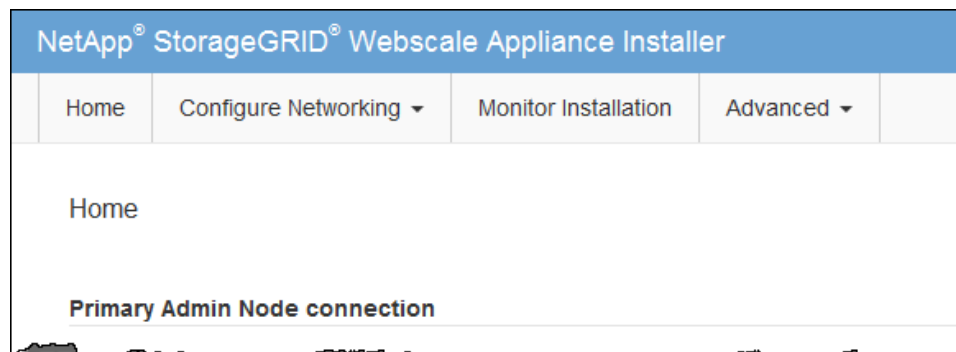 NetApp® StorageGRID® Webscale Appliance Installer
Home Configure Networking Monitor Installation Advanced
Home
Primary Admin Node connection